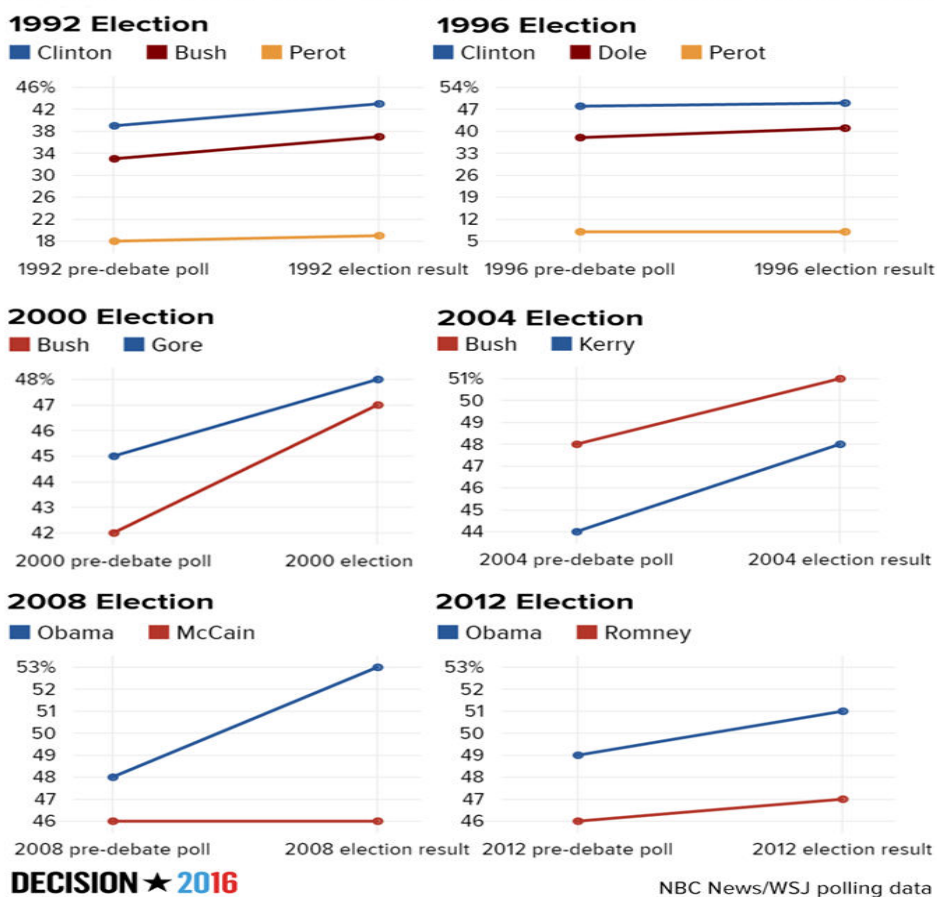 1992 Election
Clinton Bush Perot
46%
42
38
34
30
26
22
18
1992 pre-debate poll 1992 election result
1996 Election
Clinton Dole Perot
54%
47
40
33
26
19
12
5
1996 pre-debate poll 1996 election result
2000 Election
Bush Gore
48%
47
46
45
44
43
42
2000 pre-debate poll 2000 election
2004 Election
Bush Kerry
51%
50
49
48
47
46
45
44
2004 pre-debate poll 2004 election result
2008 Election
Obama McCain
53%
52
51
50
49
48
47
46
2008 pre-debate poll 2008 election result
2012 Election
Obama Romney
53%
52
51
50
49
48
47
46
2012 pre-debate poll 2012 election result
DECISION ★ 2016
NBC News/WSJ polling data